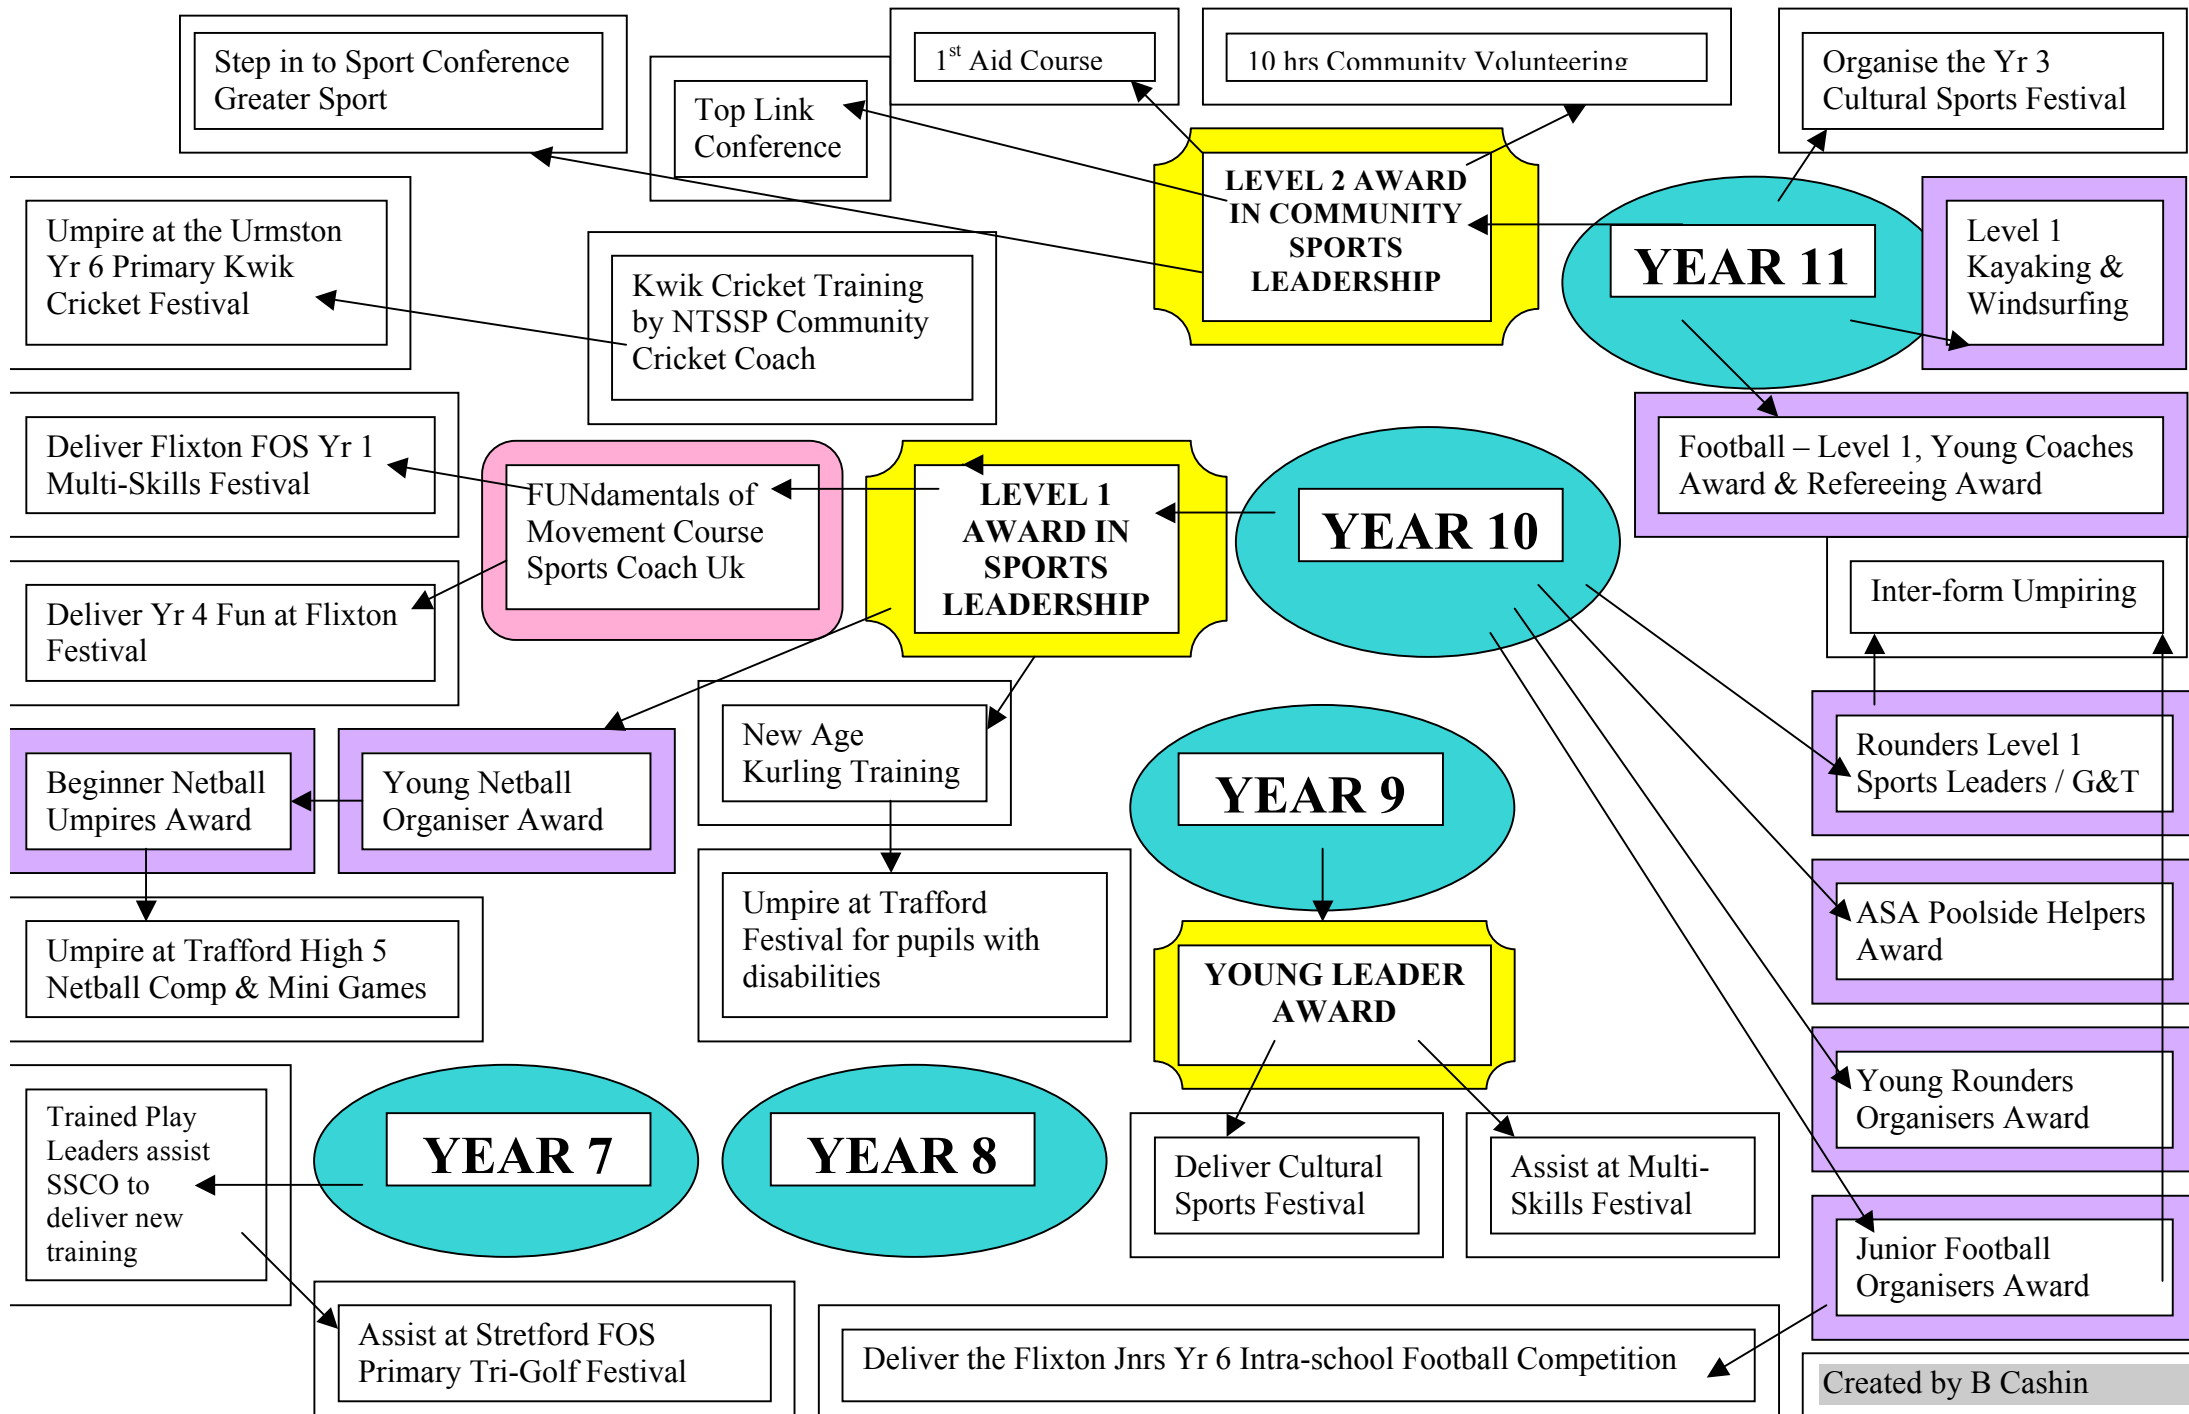 Step in to Sport Conference
Greater Sport
Top Link
Conference
1st Aid Course
10 hrs Community Volunteering
Organise the Yr 3
Cultural Sports Festival
Umpire at the Urmston
Yr 6 Primary Kwik
Cricket Festival
Kwik Cricket Training
by NTSSP Community
Cricket Coach
LEVEL 2 AWARD
IN COMMUNITY
SPORTS
LEADERSHIP
YEAR 11
Level 1
Kayaking &
Windsurfing
Deliver Flixton FOS Yr 1
Multi-Skills Festival
FUNdamentals of
Movement Course
Sports Coach Uk
LEVEL 1
AWARD IN
SPORTS
LEADERSHIP
YEAR 10
Football – Level 1, Young Coaches
Award & Refereeing Award
Inter-form Umpiring
Deliver Yr 4 Fun at Flixton
Festival
Beginner Netball
Umpires Award
Young Netball
Organiser Award
New Age
Kurling Training
YEAR 9
Rounders Level 1
Sports Leaders / G&T
Umpire at Trafford High 5
Netball Comp & Mini Games
Umpire at Trafford
Festival for pupils with
disabilities
YOUNG LEADER
AWARD
ASA Poolside Helpers
Award
Young Rounders
Organisers Award
Trained Play
Leaders assist
SSCO to
deliver new
training
YEAR 7
YEAR 8
Deliver Cultural
Sports Festival
Assist at Multi-
Skills Festival
Junior Football
Organisers Award
Assist at Stretford FOS
Primary Tri-Golf Festival
Deliver the Flixton Jnrs Yr 6 Intra-school Football Competition
Created by B Cashin